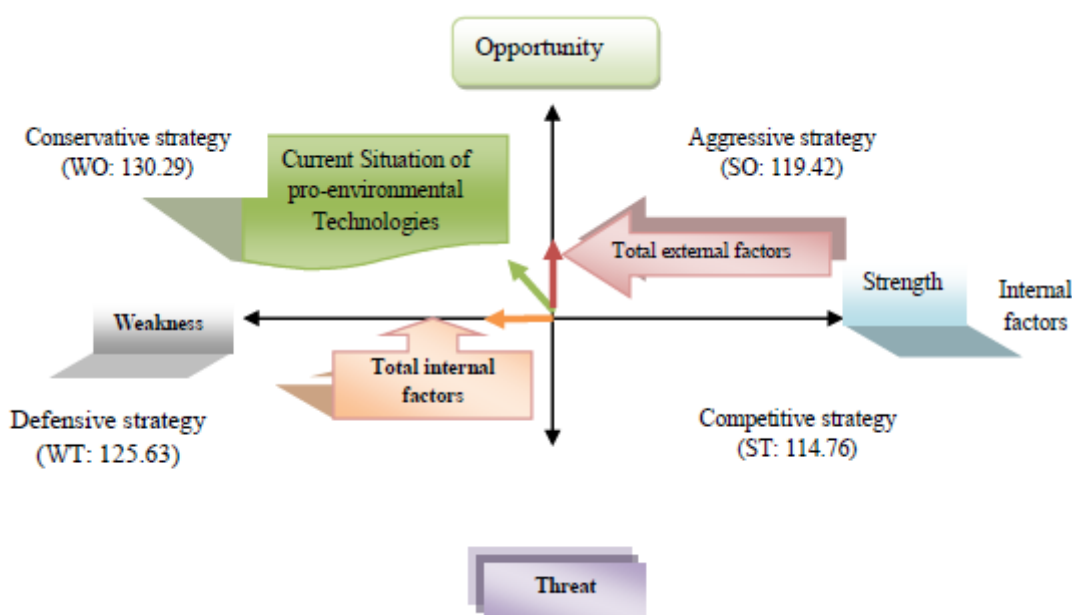 Opportunity
Conservative strategy
(WO: 130.29)
Current Situation of
pro-environmental
Technologies
Aggressive strategy
(SO: 119.42)
Total external factors
Strength
Internal
factors
Weakness
Total internal
factors
Defensive strategy
(WT: 125.63)
Competitive strategy
(ST: 114.76)
Threat